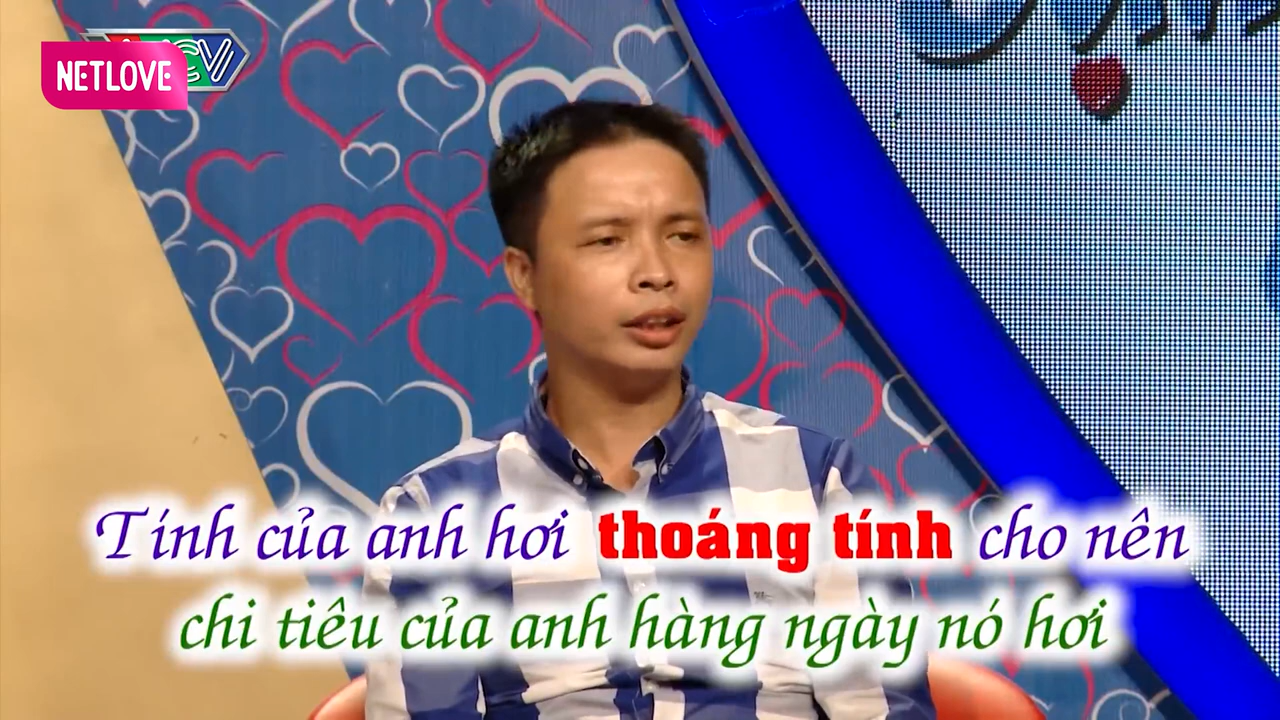 NETLOVE
Tính của anh hơi thoáng tính cho nên
chi tiêu của anh hàng ngày nó hơi